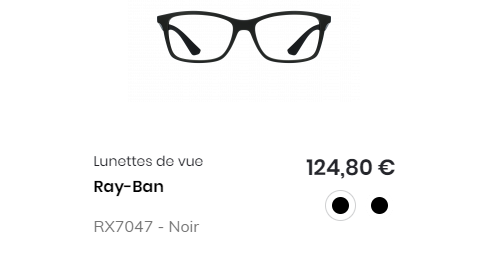 Lunettes de vue
124,80 €
Ray-Ban
RX7047 - Noir